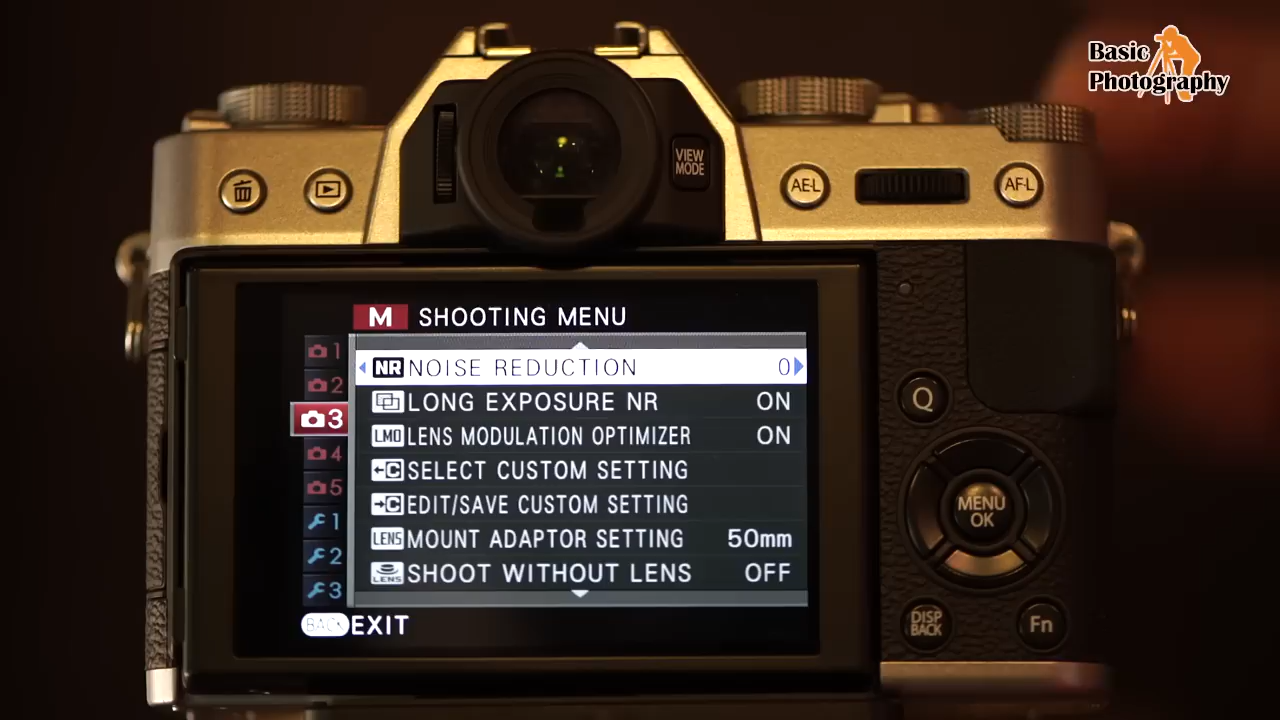 Basic
Photography
VIEW
MODE
AE-L
AF-L
M SHOOTING MENU
1
2
3
4
5
1
2
3
NR NOISE REDUCTION 0
LONG EXPOSURE NR ON
LMO LENS MODULATION OPTIMIZER ON
C SELECT CUSTOM SETTING
C EDIT/SAVE CUSTOM SETTING
LENS MOUNT ADAPTOR SETTING 50mm
LENS SHOOT WITHOUT LENS OFF
BACK EXIT
Q
MENU
OK
DISP
BACK
Fn